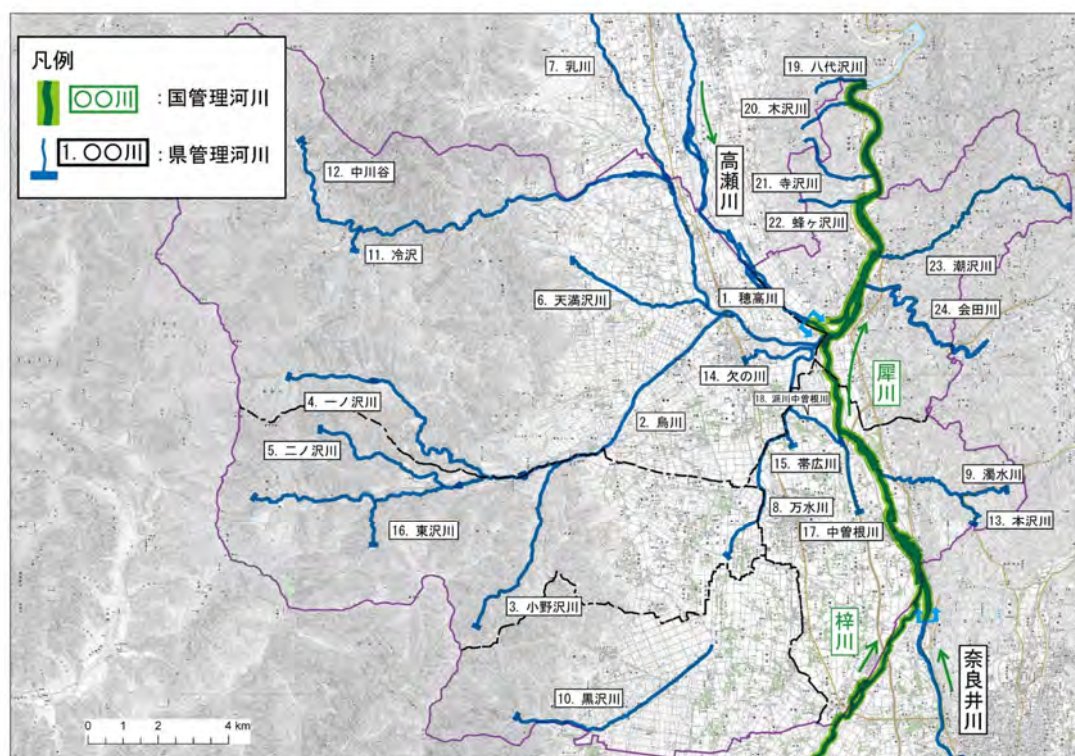 凡例
〇〇川 : 国管理河川
1. 〇〇川 : 県管理河川
7. 乳川
19. 八代沢川
20. 木沢川
高瀬川
12. 中川谷
21. 寺沢川
22. 蜂ヶ沢川
11. 冷沢
23. 潮沢川
6. 天満沢川
1. 穂高川
24. 会田川
14. 欠の川
犀川
18. 派川中曽根川
4. 一ノ沢川
2. 烏川
5. 二ノ沢川
15. 帯広川
9. 濁水川
8. 万水川
16. 東沢川
17. 中曽根川
13. 本沢川
3. 小野沢川
梓川
奈良井川
10. 黒沢川
0 1 2 4 km